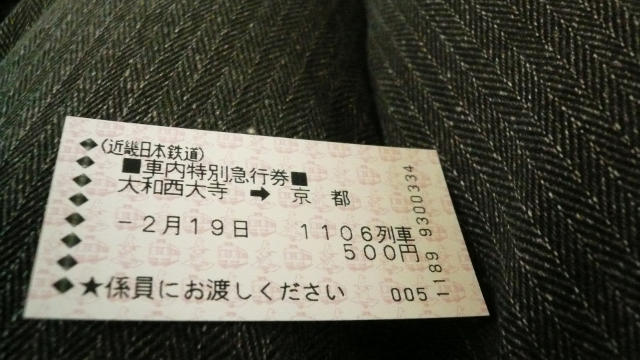 (近畿日本鉄道)
■車内特別急行券■
大和西大寺 ➡ 京 都
－2月19日 1106列車
500円
★係員にお渡しください 005
1189 9300334